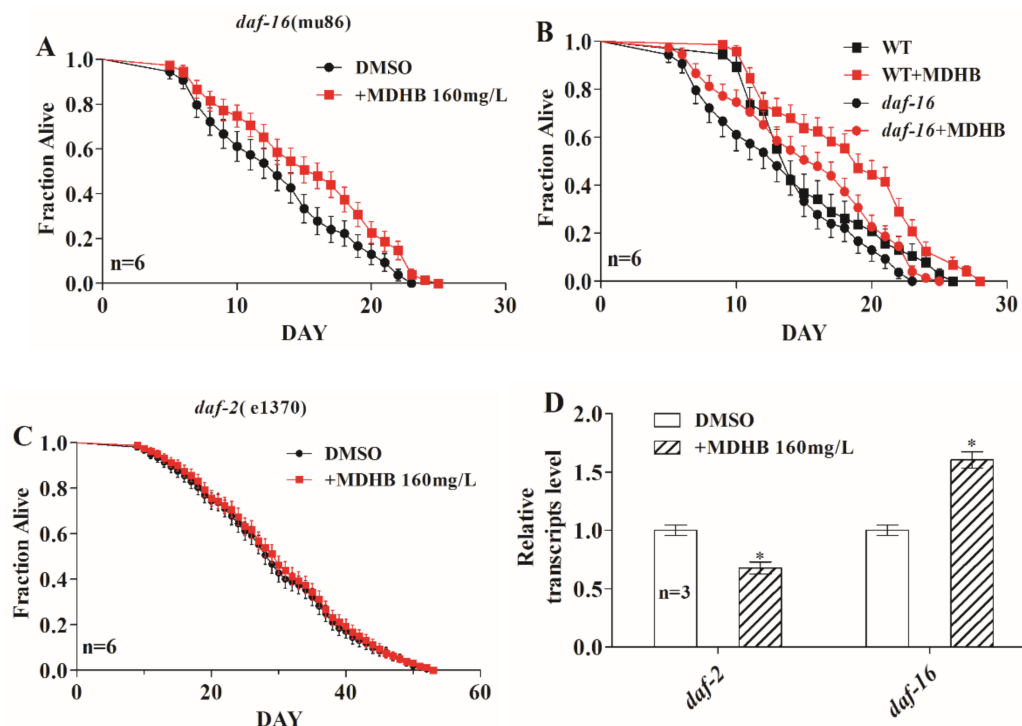 A
daf-16(mu86)
DMSO
+MDHB 160mg/L
Fraction Alive
1.0
0.8
0.6
0.4
0.2
0.0
n=6
0
10
20
30
DAY
B
WT
WT+MDHB
daf-16
daf-16+MDHB
Fraction Alive
1.0
0.8
0.6
0.4
0.2
0.0
n=6
0
10
20
30
DAY
C
daf-2( e1370)
DMSO
+MDHB 160mg/L
Fraction Alive
1.0
0.8
0.6
0.4
0.2
0.0
n=6
0
20
40
60
DAY
D
DMSO
+MDHB 160mg/L
Relative
transcripts level
2.0
1.5
1.0
0.5
0.0
*
*
n=3
daf-2
daf-16